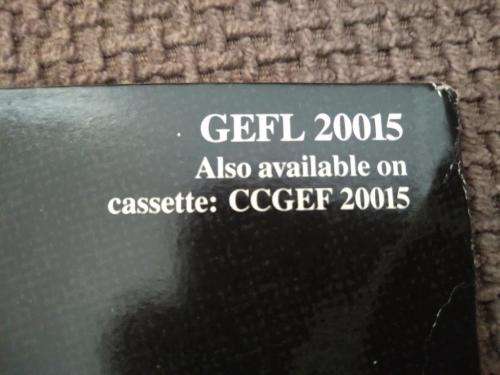 GEFL 20015
Also available on
cassette: CCGEF 20015